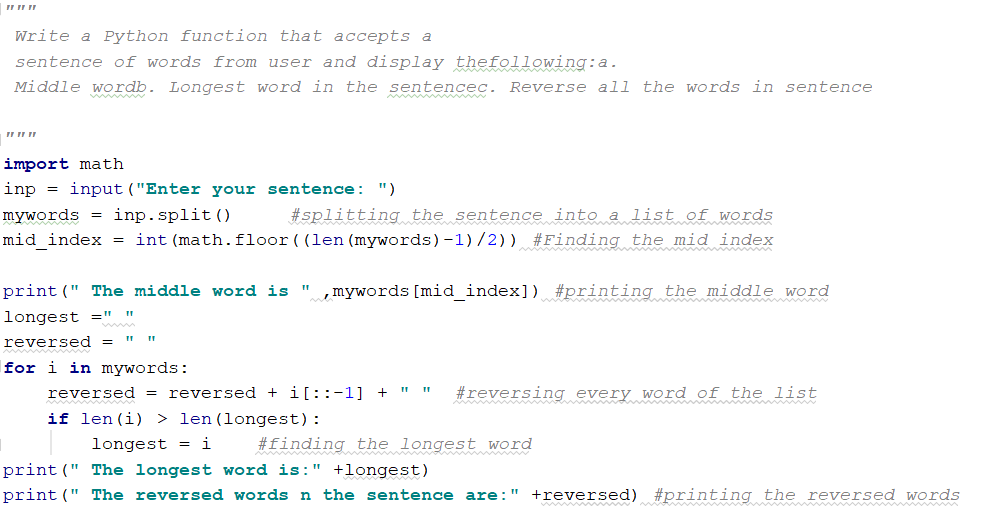 """
Write a Python function that accepts a
sentence of words from user and display thefollowing:a.
Middle wordb. Longest word in the sentencec. Reverse all the words in sentence
"""
import math
inp = input("Enter your sentence: ")
mywords = inp.split()     #splitting the sentence into a list of words
mid_index = int(math.floor((len(mywords)-1)/2)) #Finding the mid index
print(" The middle word is " ,mywords[mid_index]) #printing the middle word
longest =" "
reversed = " "
for i in mywords:
    reversed = reversed + i[::-1] + " "  #reversing every word of the list
    if len(i) > len(longest):
        longest = i    #finding the longest word
print(" The longest word is:" +longest)
print(" The reversed words n the sentence are:" +reversed) #printing the reversed words